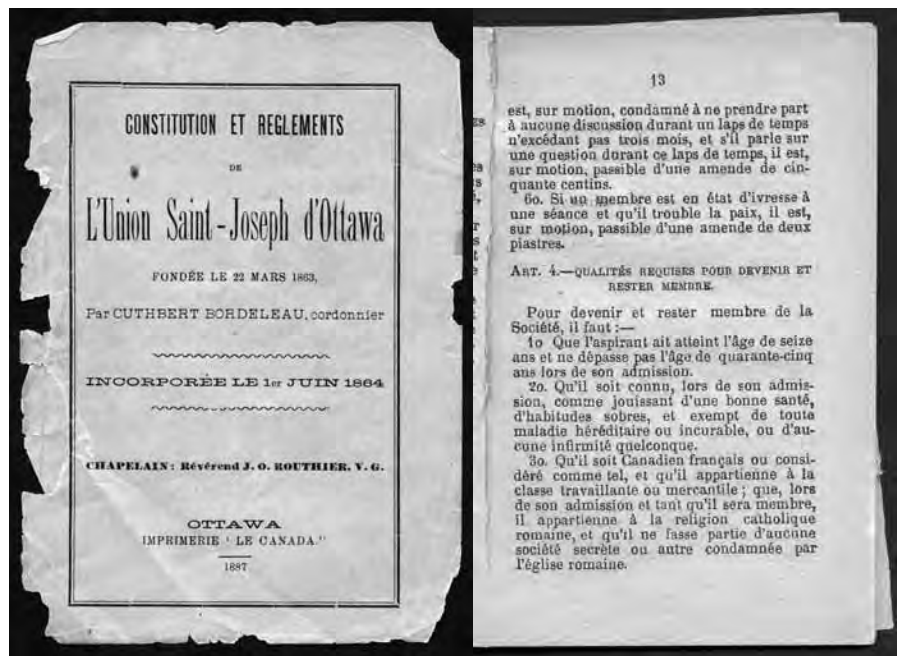 CONSTITUTION ET REGLEMENTS
DE
L'Union Saint-Joseph d'Ottawa
FONDÉE LE 22 MARS 1863,
Par CUTHBERT BORDELEAU, cordonnier
INCORPORÉE LE 1er JUIN 1864
CHAPELAIN: Révérend J. O. ROUTHIER, V. G.
OTTAWA
IMPRIMERIE ' LE CANADA."
1887
13
est, sur motion, condamné à ne prendre part
à aucune discussion durant un laps de temps
n'excédant pas trois mois, et s'il parle sur
une question durant ce laps de temps, il est,
sur motion, passible d'une amende de cin-
quante centins.
6o. Si un membre est en état d'ivresse à
une séance et qu'il trouble la paix, il est,
sur motion, passible d'une amende de deux
piastres.
ART. 4.—QUALITÉS REQUISES POUR DEVENIR ET
RESTER MEMBRE.
Pour devenir et rester membre de la
Société, il faut :—
1o Que l'aspirant ait atteint l'âge de seize
ans et ne dépasse pas l'âge de quarante-cinq
ans lors de son admission.
2o. Qu'il soit connu, lors de son admis-
sion, comme jouissant d'une bonne santé,
d'habitudes sobres, et exempt de toute
maladie héréditaire ou incurable, ou d'au-
cune infirmité quelconque.
3o. Qu'il soit Canadien français ou consi-
déré comme tel, et qu'il appartienne à la
classe travaillante ou mercantile ; que, lors
de son admission et tant qu'il sera membre,
il appartienne à la religion catholique
romaine, et qu'il ne fasse partie d'aucune
société secrète ou autre condamnée par
l'église romaine.